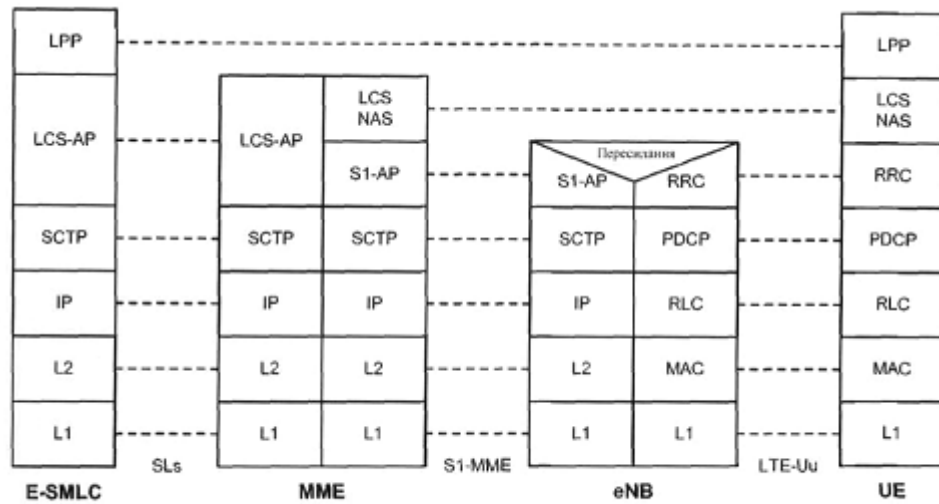 LPP
LPP
LCS-AP
LCS-AP
LCS
NAS
LCS
NAS
Пересилання
S1-AP
S1-AP
RRC
RRC
SCTP
SCTP
SCTP
SCTP
PDCP
PDCP
IP
IP
IP
IP
RLC
RLC
L2
L2
L2
L2
MAC
MAC
L1
L1
L1
L1
L1
L1
SLs
S1-MME
LTE-Uu
E-SMLC
MME
eNB
UE